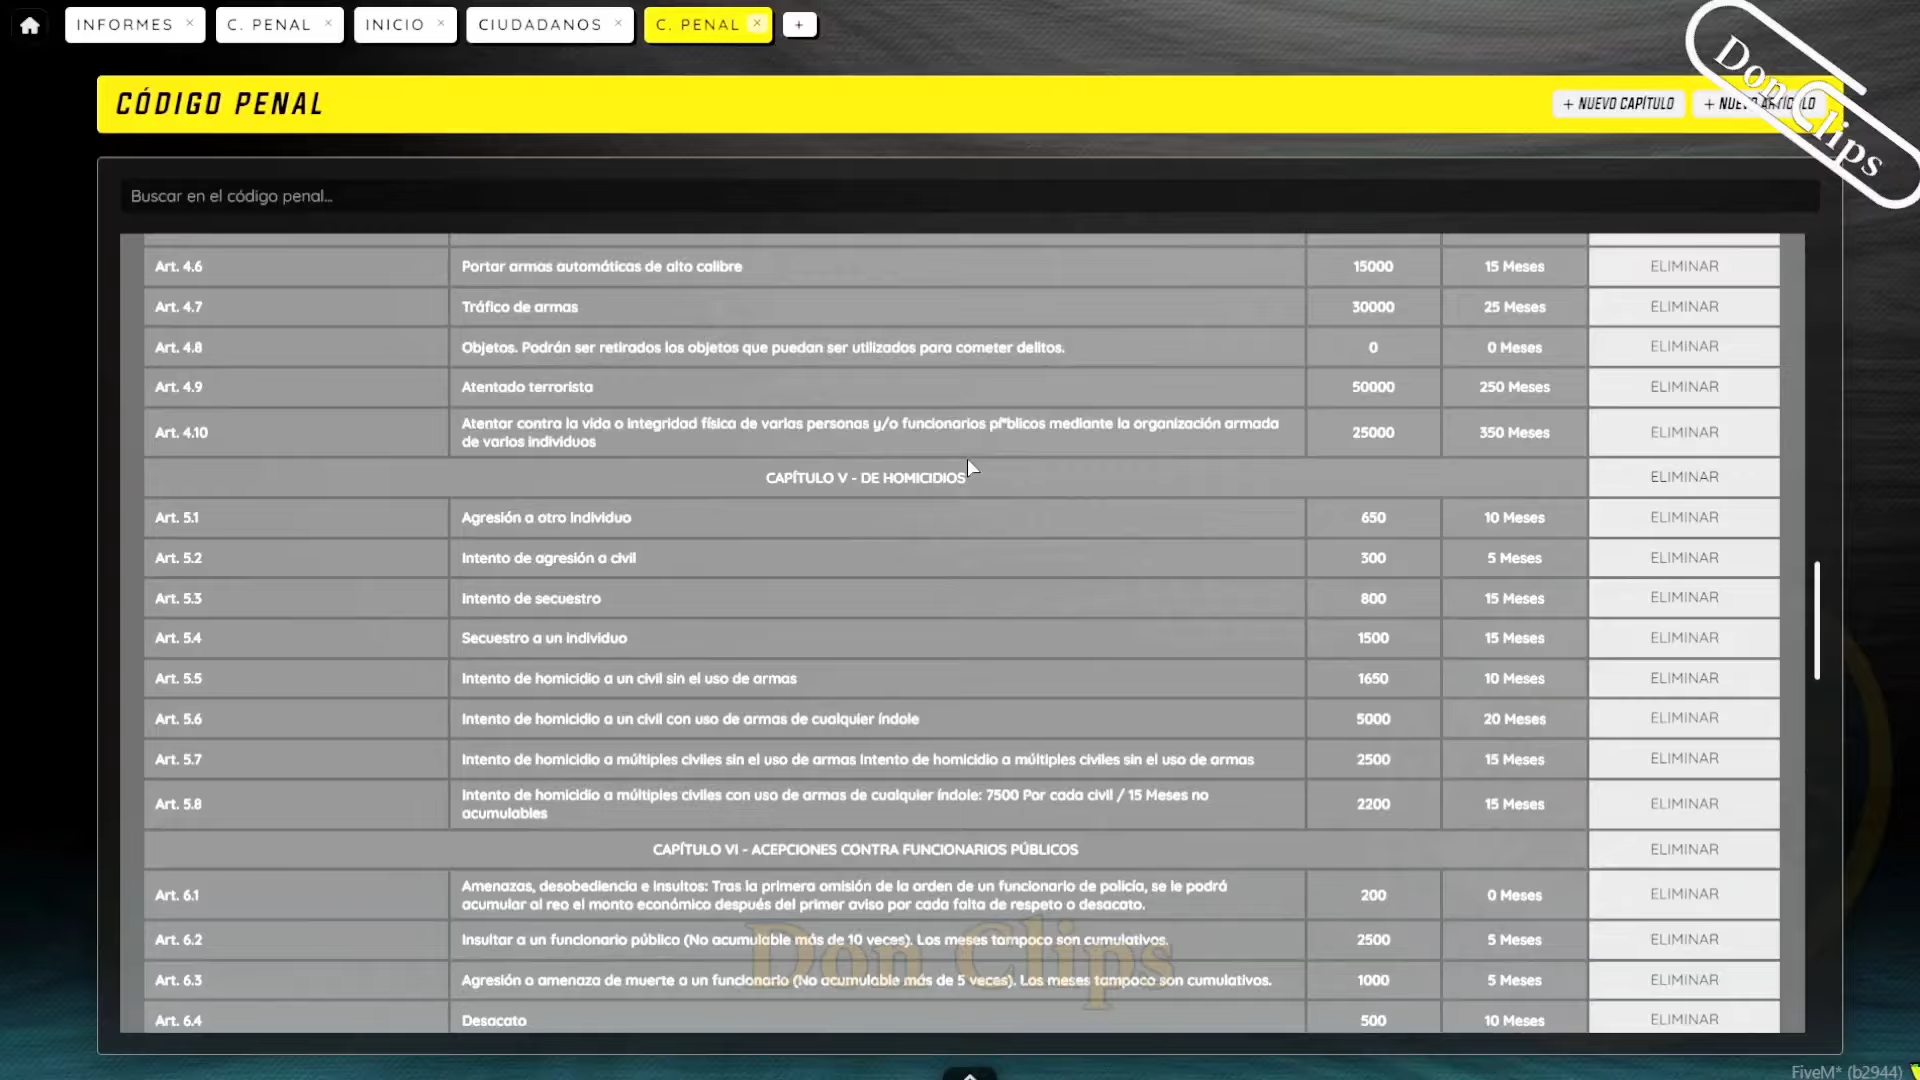 INFORMES ×
C. PENAL ×
INICIO ×
CIUDADANOS ×
C. PENAL ×
+
CÓDIGO PENAL
+ NUEVO CAPÍTULO
+ NUEVO ARTÍCULO
Don Clips
Buscar en el código penal...
Art. 4.6 Portar armas automáticas de alto calibre 15000 15 Meses ELIMINAR
Art. 4.7 Tráfico de armas 30000 25 Meses ELIMINAR
Art. 4.8 Objetos. Podrán ser retirados los objetos que puedan ser utilizados para cometer delitos. 0 0 Meses ELIMINAR
Art. 4.9 Atentado terrorista 50000 250 Meses ELIMINAR
Art. 4.10 Atentar contra la vida o integridad física de varias personas y/o funcionarios pí"blicos mediante la organización armada
de varios individuos 25000 350 Meses ELIMINAR
CAPÍTULO V - DE HOMICIDIOS ELIMINAR
Art. 5.1 Agresión a otro individuo 650 10 Meses ELIMINAR
Art. 5.2 Intento de agresión a civil 300 5 Meses ELIMINAR
Art. 5.3 Intento de secuestro 800 15 Meses ELIMINAR
Art. 5.4 Secuestro a un individuo 1500 15 Meses ELIMINAR
Art. 5.5 Intento de homicidio a un civil sin el uso de armas 1650 10 Meses ELIMINAR
Art. 5.6 Intento de homicidio a un civil con uso de armas de cualquier índole 5000 20 Meses ELIMINAR
Art. 5.7 Intento de homicidio a múltiples civiles sin el uso de armas Intento de homicidio a múltiples civiles sin el uso de armas 2500 15 Meses ELIMINAR
Art. 5.8 Intento de homicidio a múltiples civiles con uso de armas de cualquier índole: 7500 Por cada civil / 15 Meses no
acumulables 2200 15 Meses ELIMINAR
CAPÍTULO VI - ACEPCIONES CONTRA FUNCIONARIOS PÚBLICOS ELIMINAR
Art. 6.1 Amenazas, desobediencia e insultos: Tras la primera omisión de la orden de un funcionario de policía, se le podrá
acumular al reo el monto económico después del primer aviso por cada falta de respeto o desacato. 200 0 Meses ELIMINAR
Art. 6.2 Insultar a un funcionario público (No acumulable más de 10 veces). Los meses tampoco son cumulativos. 2500 5 Meses ELIMINAR
Art. 6.3 Agresión o amenaza de muerte a un funcionario (No acumulable más de 5 veces). Los meses tampoco son cumulativos. 1000 5 Meses ELIMINAR
Art. 6.4 Desacato 500 10 Meses ELIMINAR
Don Clips
FiveM* (b2944)